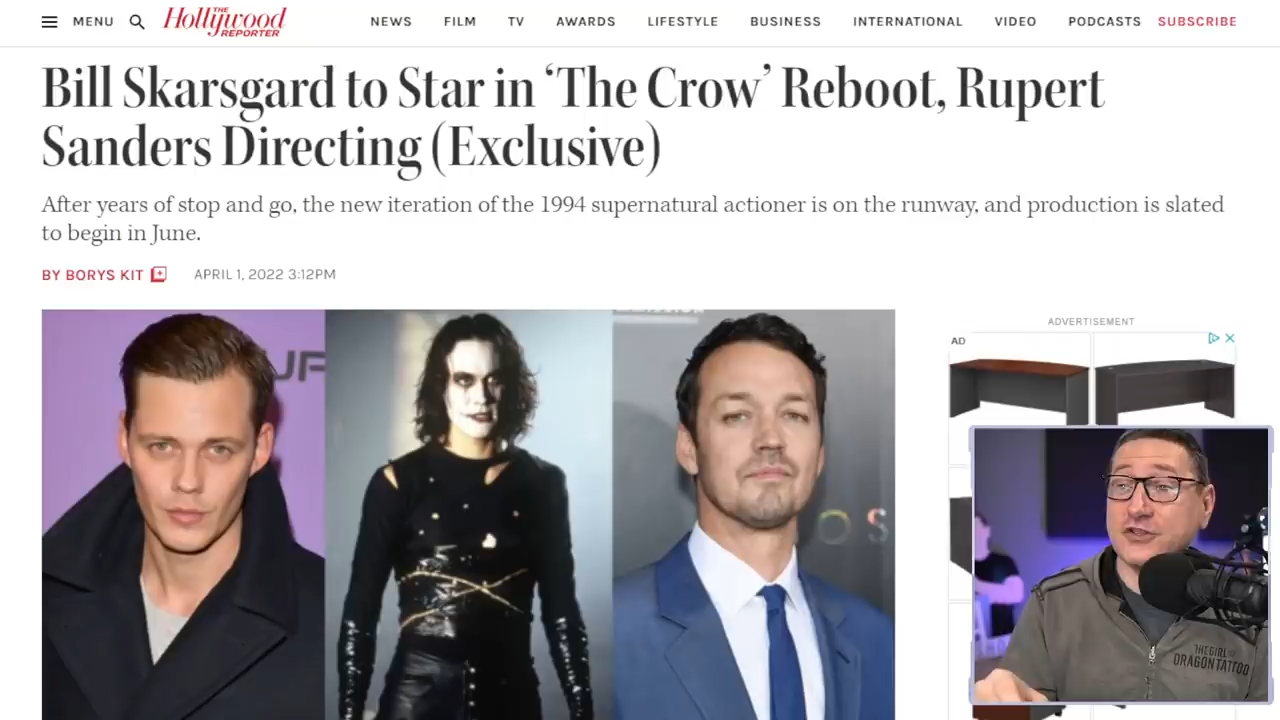 MENU
THE
Hollywood
REPORTER
NEWS FILM TV AWARDS LIFESTYLE BUSINESS INTERNATIONAL VIDEO PODCASTS SUBSCRIBE
Bill Skarsgard to Star in ‘The Crow’ Reboot, Rupert
Sanders Directing (Exclusive)
After years of stop and go, the new iteration of the 1994 supernatural actioner is on the runway, and production is slated
to begin in June.
BY BORYS KIT APRIL 1, 2022 3:12PM
ADVERTISEMENT
AD
THE GIRL
DRAGON TATTOO